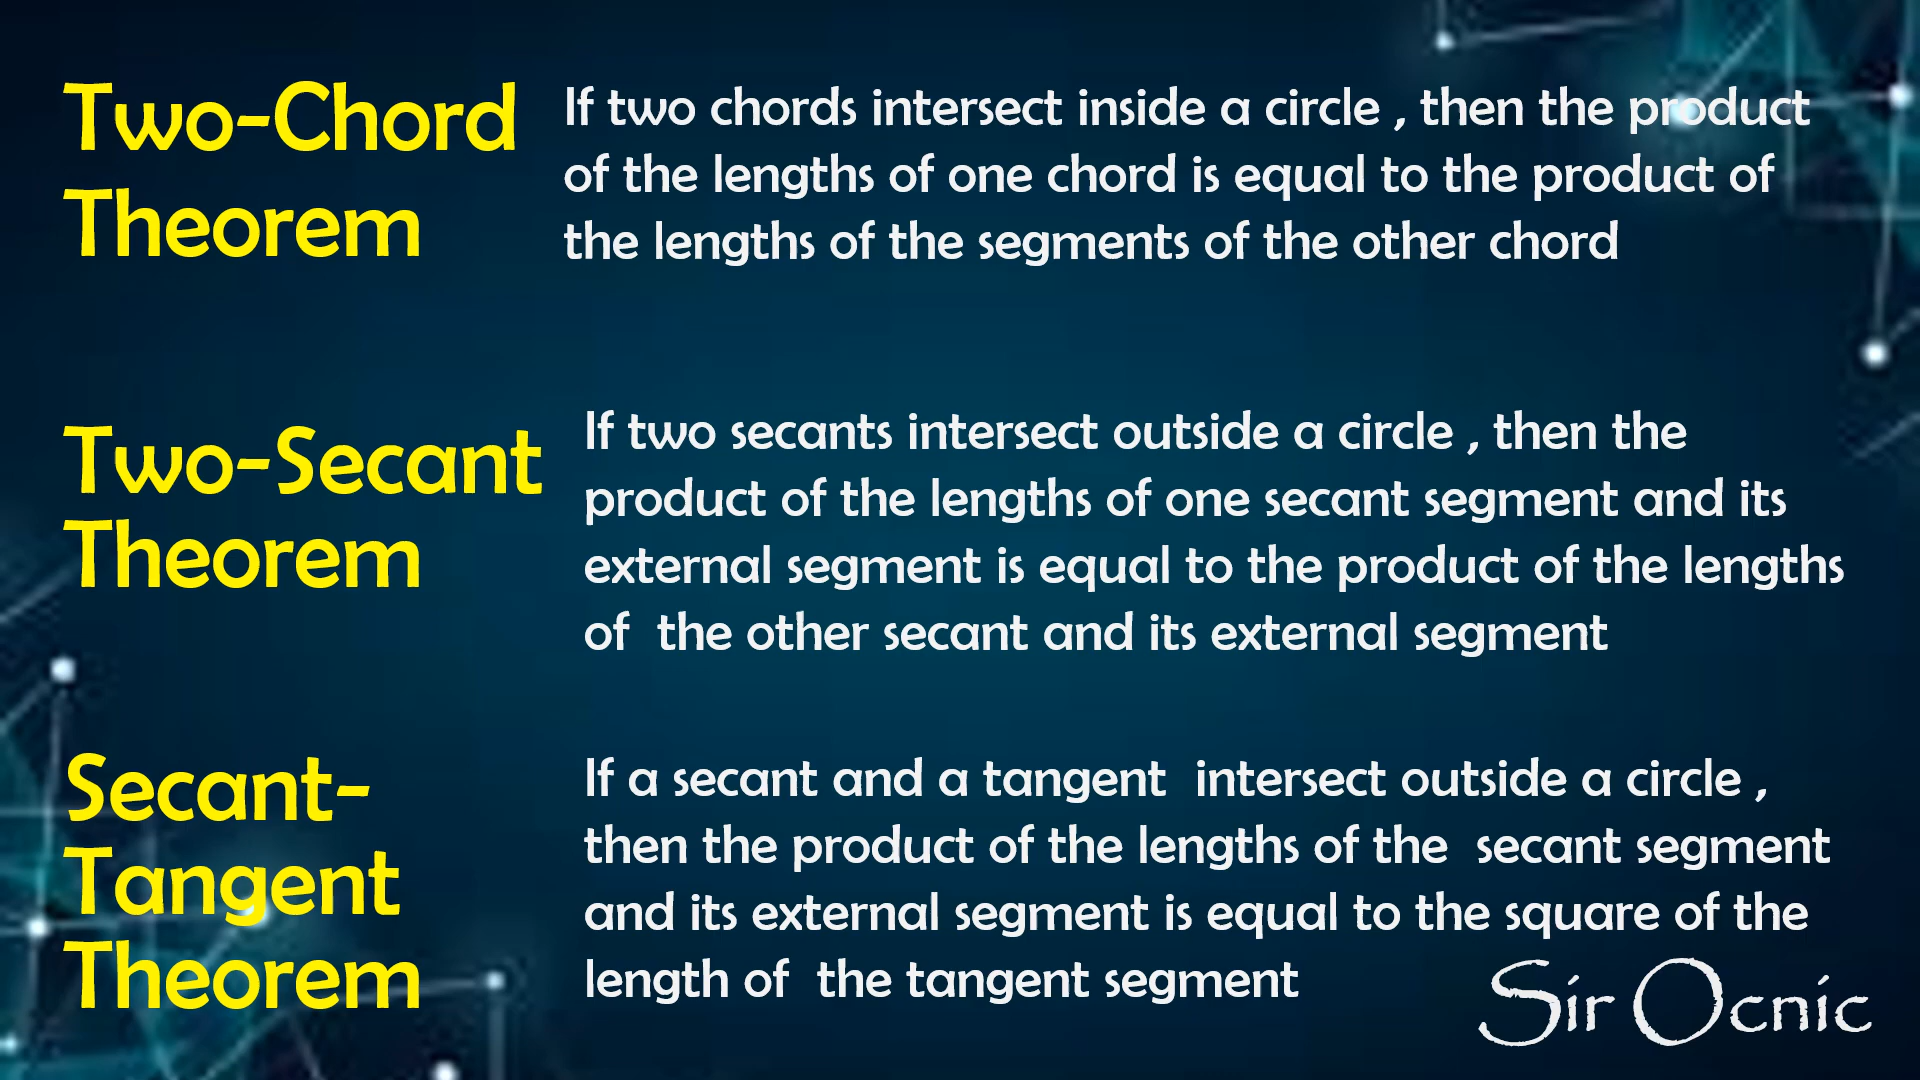 Two-Chord
Theorem
If two chords intersect inside a circle , then the product
of the lengths of one chord is equal to the product of
the lengths of the segments of the other chord
Two-Secant
Theorem
If two secants intersect outside a circle , then the
product of the lengths of one secant segment and its
external segment is equal to the product of the lengths
of the other secant and its external segment
Secant-
Tangent
Theorem
If a secant and a tangent intersect outside a circle ,
then the product of the lengths of the secant segment
and its external segment is equal to the square of the
length of the tangent segment
Sir Ocnic